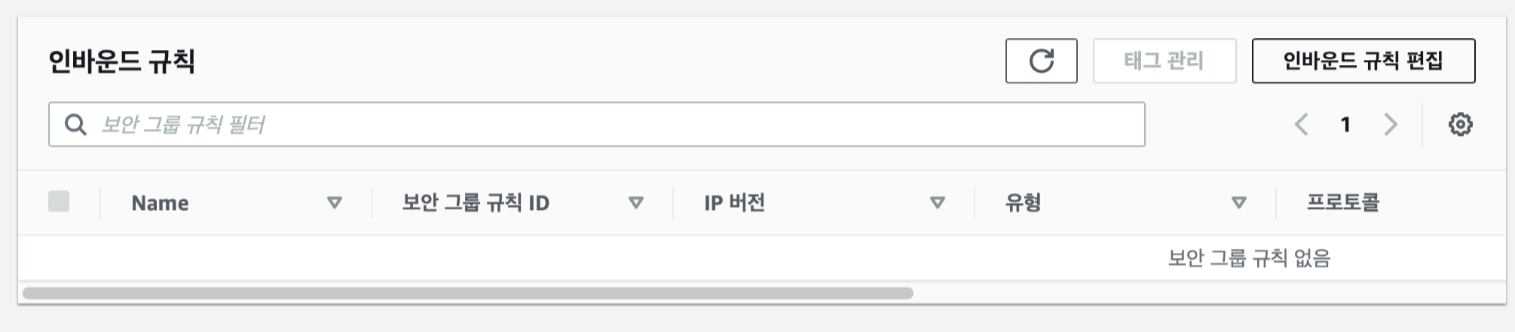 인바운드 규칙
태그 관리
인바운드 규칙 편집
보안 그룹 규칙 필터
1
Name 보안 그룹 규칙 ID IP 버전 유형 프로토콜
보안 그룹 규칙 없음